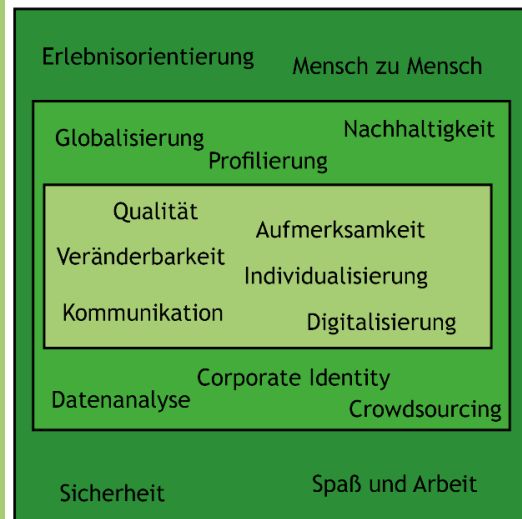 Erlebnisorientierung
Mensch zu Mensch
Globalisierung
Nachhaltigkeit
Profilierung
Qualität
Aufmerksamkeit
Veränderbarkeit
Individualisierung
Kommunikation
Digitalisierung
Corporate Identity
Datenanalyse
Crowdsourcing
Sicherheit
Spaß und Arbeit